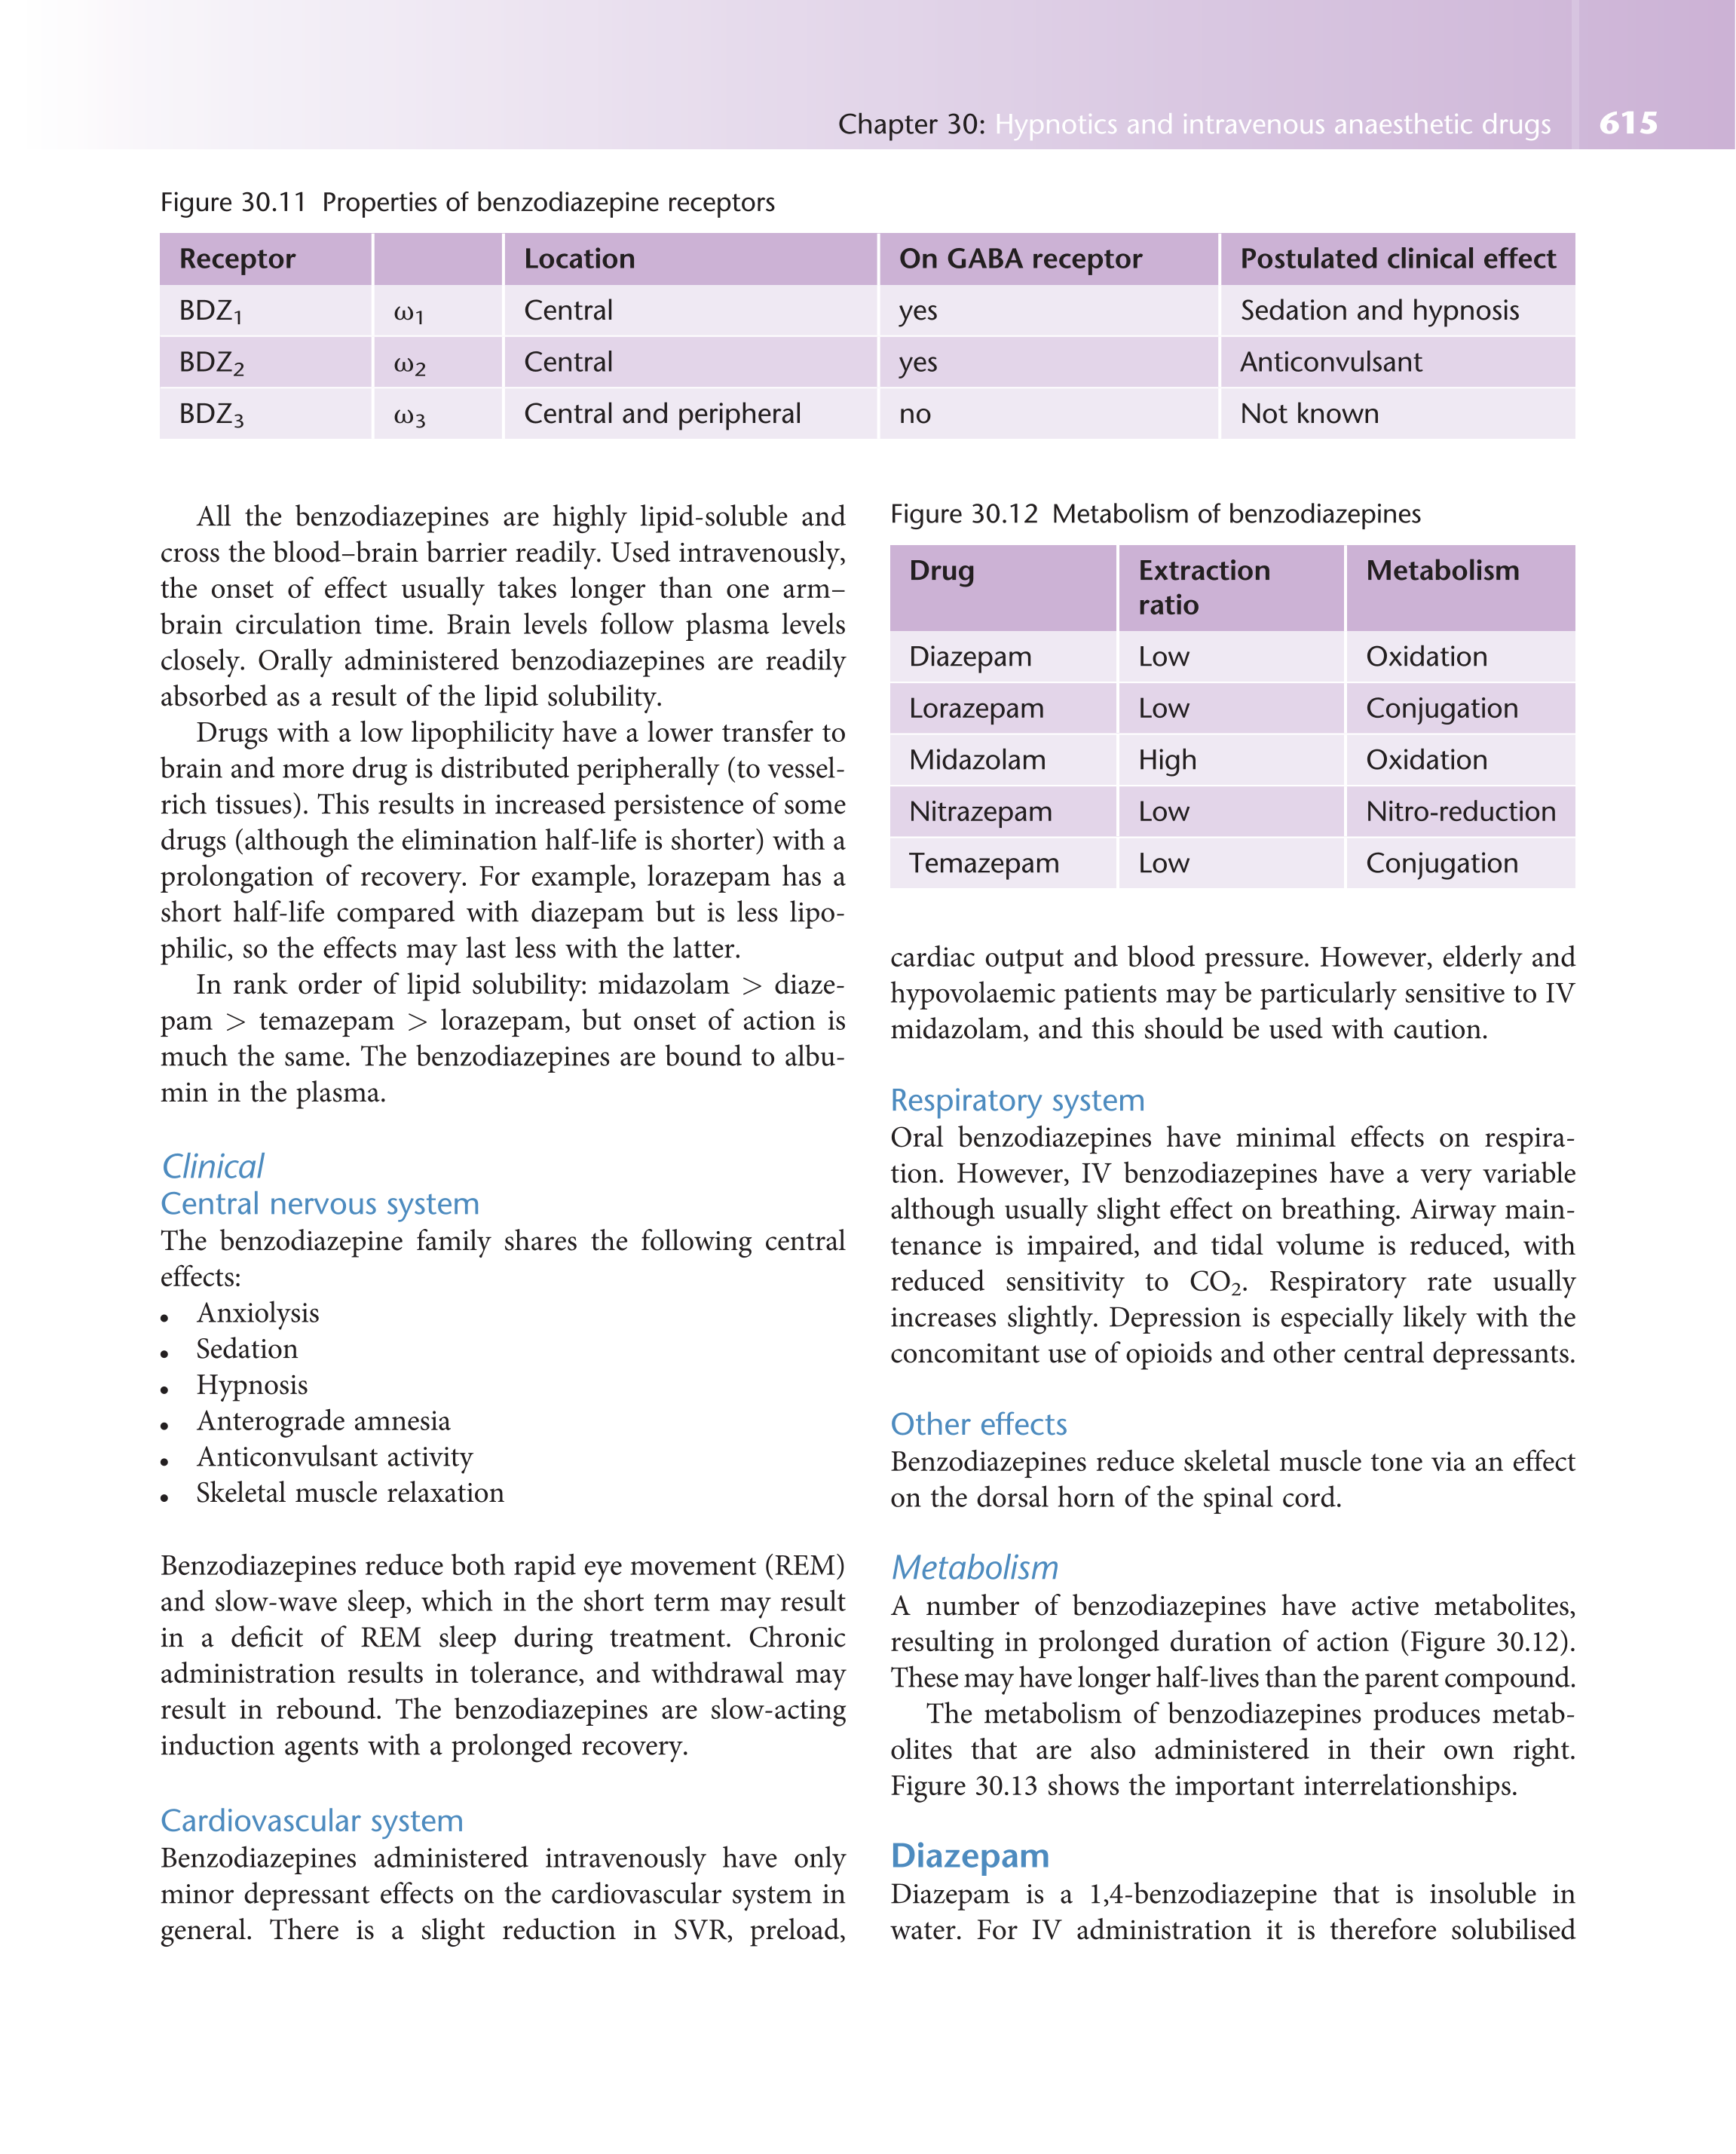 Chapter 30: Hypnotics and intravenous anaesthetic drugs 615
Figure 30.11 Properties of benzodiazepine receptors
Receptor Location On GABA receptor Postulated clinical effect
BDZ₁ ω₁ Central yes Sedation and hypnosis
BDZ₂ ω₂ Central yes Anticonvulsant
BDZ₃ ω₃ Central and peripheral no Not known
All the benzodiazepines are highly lipid-soluble and
cross the blood–brain barrier readily. Used intravenously,
the onset of effect usually takes longer than one arm–
brain circulation time. Brain levels follow plasma levels
closely. Orally administered benzodiazepines are readily
absorbed as a result of the lipid solubility.
Drugs with a low lipophilicity have a lower transfer to
brain and more drug is distributed peripherally (to vessel-
rich tissues). This results in increased persistence of some
drugs (although the elimination half-life is shorter) with a
prolongation of recovery. For example, lorazepam has a
short half-life compared with diazepam but is less lipo-
philic, so the effects may last less with the latter.
In rank order of lipid solubility: midazolam > diaze-
pam > temazepam > lorazepam, but onset of action is
much the same. The benzodiazepines are bound to albu-
min in the plasma.
Clinical
Central nervous system
The benzodiazepine family shares the following central
effects:
• Anxiolysis
• Sedation
• Hypnosis
• Anterograde amnesia
• Anticonvulsant activity
• Skeletal muscle relaxation
Benzodiazepines reduce both rapid eye movement (REM)
and slow-wave sleep, which in the short term may result
in a deficit of REM sleep during treatment. Chronic
administration results in tolerance, and withdrawal may
result in rebound. The benzodiazepines are slow-acting
induction agents with a prolonged recovery.
Cardiovascular system
Benzodiazepines administered intravenously have only
minor depressant effects on the cardiovascular system in
general. There is a slight reduction in SVR, preload,
Figure 30.12 Metabolism of benzodiazepines
Drug Extraction Metabolism
ratio
Diazepam Low Oxidation
Lorazepam Low Conjugation
Midazolam High Oxidation
Nitrazepam Low Nitro-reduction
Temazepam Low Conjugation
cardiac output and blood pressure. However, elderly and
hypovolaemic patients may be particularly sensitive to IV
midazolam, and this should be used with caution.
Respiratory system
Oral benzodiazepines have minimal effects on respira-
tion. However, IV benzodiazepines have a very variable
although usually slight effect on breathing. Airway main-
tenance is impaired, and tidal volume is reduced, with
reduced sensitivity to CO₂. Respiratory rate usually
increases slightly. Depression is especially likely with the
concomitant use of opioids and other central depressants.
Other effects
Benzodiazepines reduce skeletal muscle tone via an effect
on the dorsal horn of the spinal cord.
Metabolism
A number of benzodiazepines have active metabolites,
resulting in prolonged duration of action (Figure 30.12).
These may have longer half-lives than the parent compound.
The metabolism of benzodiazepines produces metab-
olites that are also administered in their own right.
Figure 30.13 shows the important interrelationships.
Diazepam
Diazepam is a 1,4-benzodiazepine that is insoluble in
water. For IV administration it is therefore solubilised